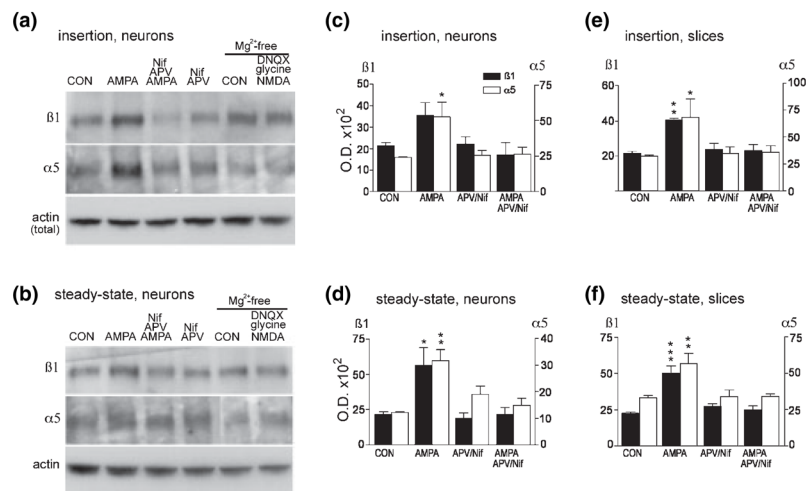 (a)
insertion, neurons
Mg2+-free
Nif DNQX
APV Nif glycine
CON AMPA AMPA APV CON NMDA
ß1
α5
actin
(total)
(b)
steady-state, neurons
Mg2+-free
Nif DNQX
APV Nif glycine
CON AMPA AMPA APV CON NMDA
ß1
α5
actin
(c)
insertion, neurons
ß1 α5
ß1
α5
O.D. x10²
50 40 30 20 10 0
75 50 25 0
*
CON AMPA APV/Nif AMPA
APV/Nif
(e)
insertion, slices
ß1 α5
60 40 20
100 75 50 25 0
* * *
CON AMPA APV/Nif AMPA
APV/Nif
(d)
steady-state, neurons
ß1 α5
O.D. x10²
75 50 25 0
40 30 20 10 0
* * *
CON AMPA APV/Nif AMPA
APV/Nif
(f)
steady-state, slices
ß1 α5
75 50 25 0
75 50 25 0
* * * * *
CON AMPA APV/Nif AMPA
APV/Nif